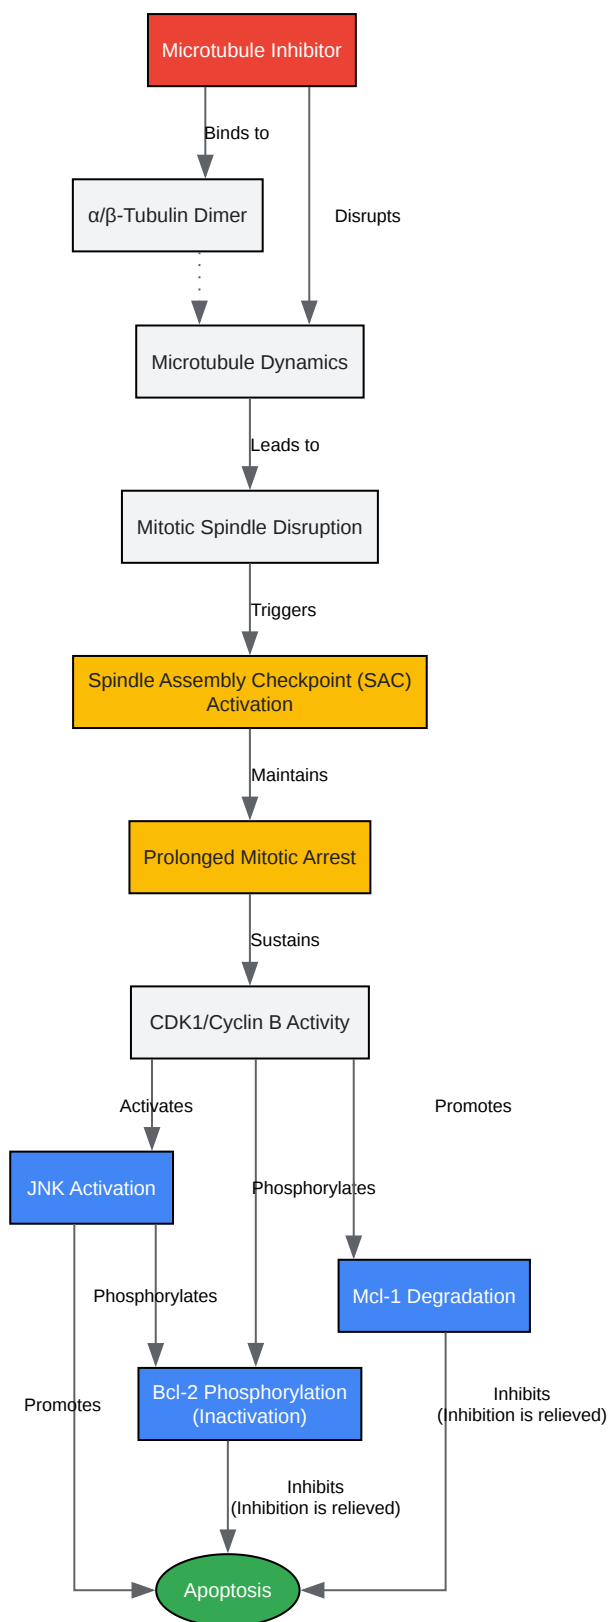 Microtubule Inhibitor
Binds to
α/β-Tubulin Dimer
Disrupts
Microtubule Dynamics
Leads to
Mitotic Spindle Disruption
Triggers
Spindle Assembly Checkpoint (SAC)
Activation
Maintains
Prolonged Mitotic Arrest
Sustains
CDK1/Cyclin B Activity
Activates
Promotes
JNK Activation
Phosphorylates
Phosphorylates
Mcl-1 Degradation
Bcl-2 Phosphorylation
(Inactivation)
Promotes
Inhibits
(Inhibition is relieved)
Inhibits
(Inhibition is relieved)
Apoptosis